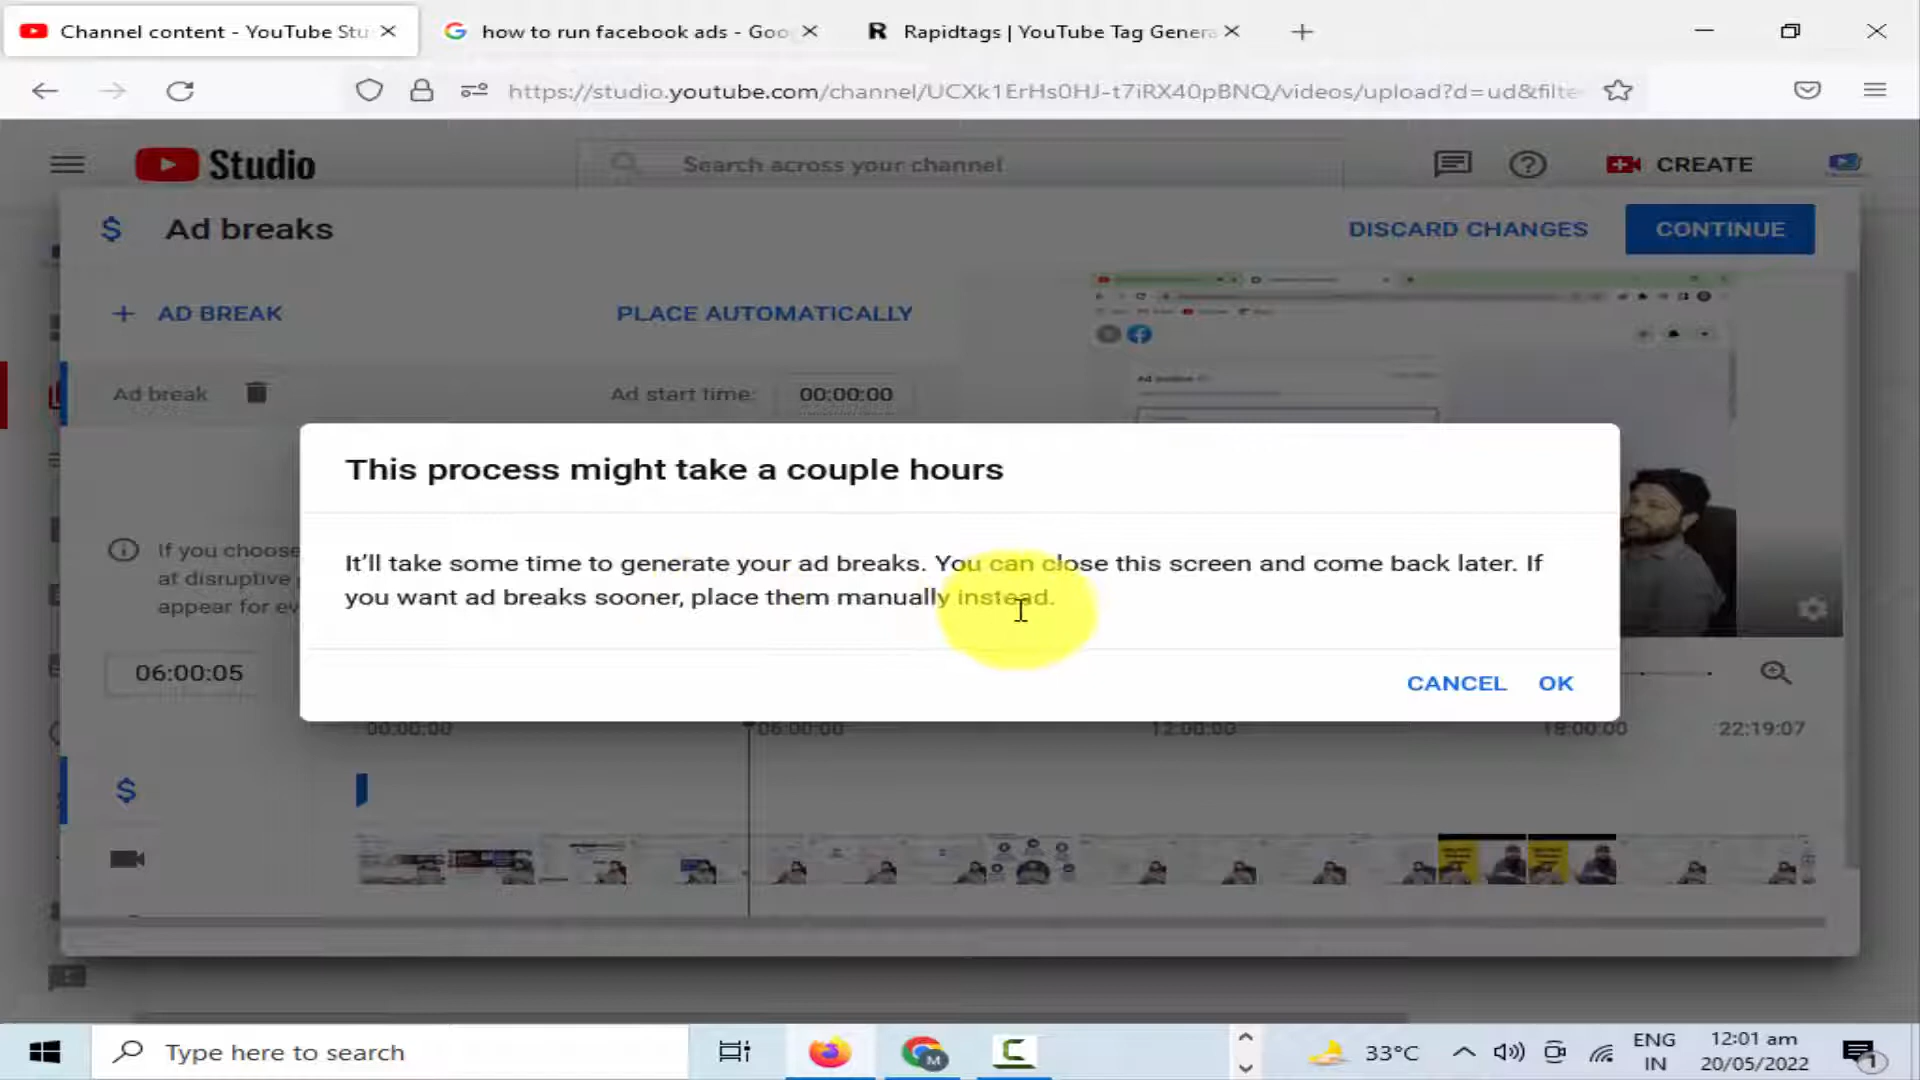 Channel content - YouTube Stu
how to run facebook ads - Goo
Rapidtags | YouTube Tag Genera
https://studio.youtube.com/channel/UCXk1ErHs0HJ-t7iRX40pBNQ/videos/upload?d=ud&filte
Studio
Search across your channel
CREATE
Ad breaks
DISCARD CHANGES
CONTINUE
AD BREAK
PLACE AUTOMATICALLY
Ad break
Ad start time:
00:00:00
This process might take a couple hours
It'll take some time to generate your ad breaks. You can close this screen and come back later. If
you want ad breaks sooner, place them manually instead.
CANCEL
OK
If you choose
at disruptive
appear for ev
06:00:05
00:00:00
06:00:00
12:00:00
18:00:00
22:19:07
Type here to search
33°C
ENG
IN
12:01 am
20/05/2022
1